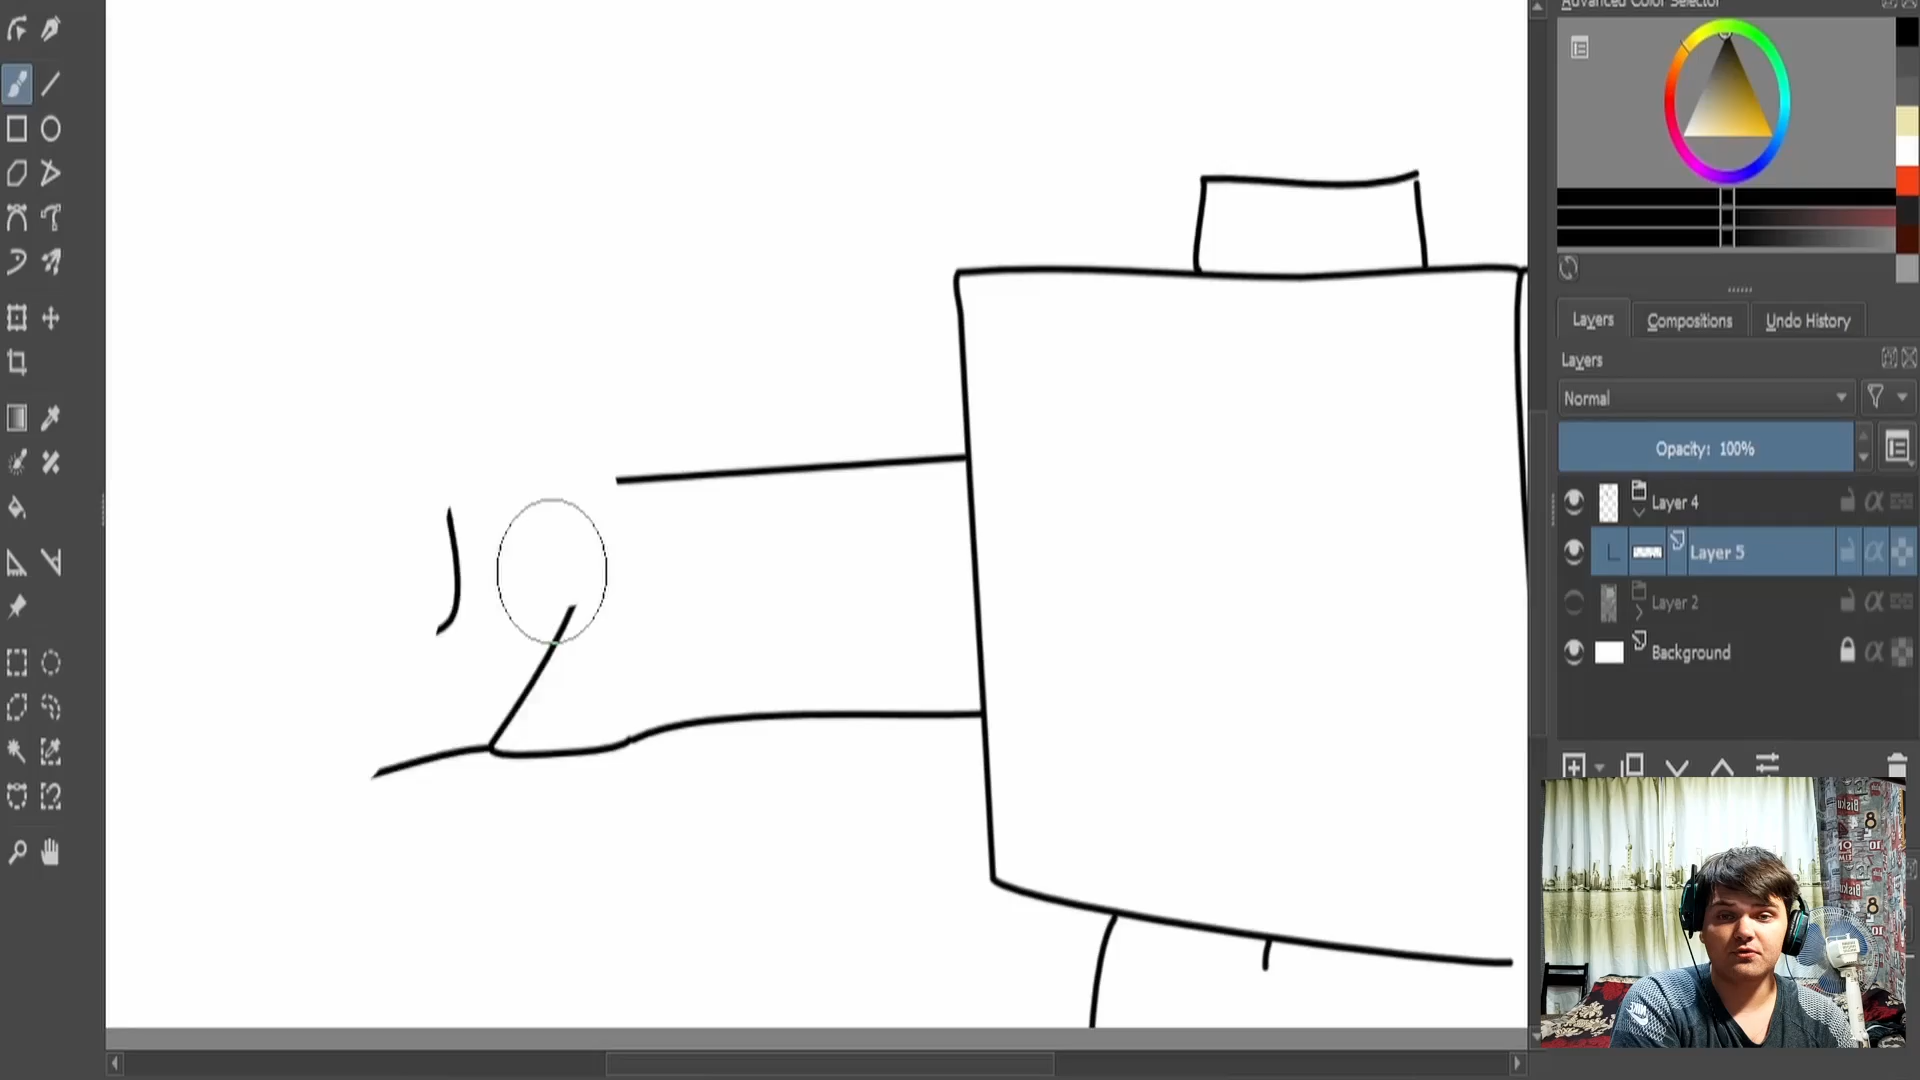 Advanced Color Selector
Layers
Compositions
Undo History
Layers
Normal
Opacity: 100%
Layer 4
Layer 5
Layer 2
Background